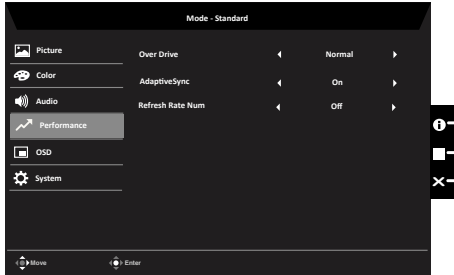 Mode - Standard
Picture
Color
Audio
Performance
OSD
System
Over Drive Normal
AdaptiveSync On
Refresh Rate Num Off
Move Enter